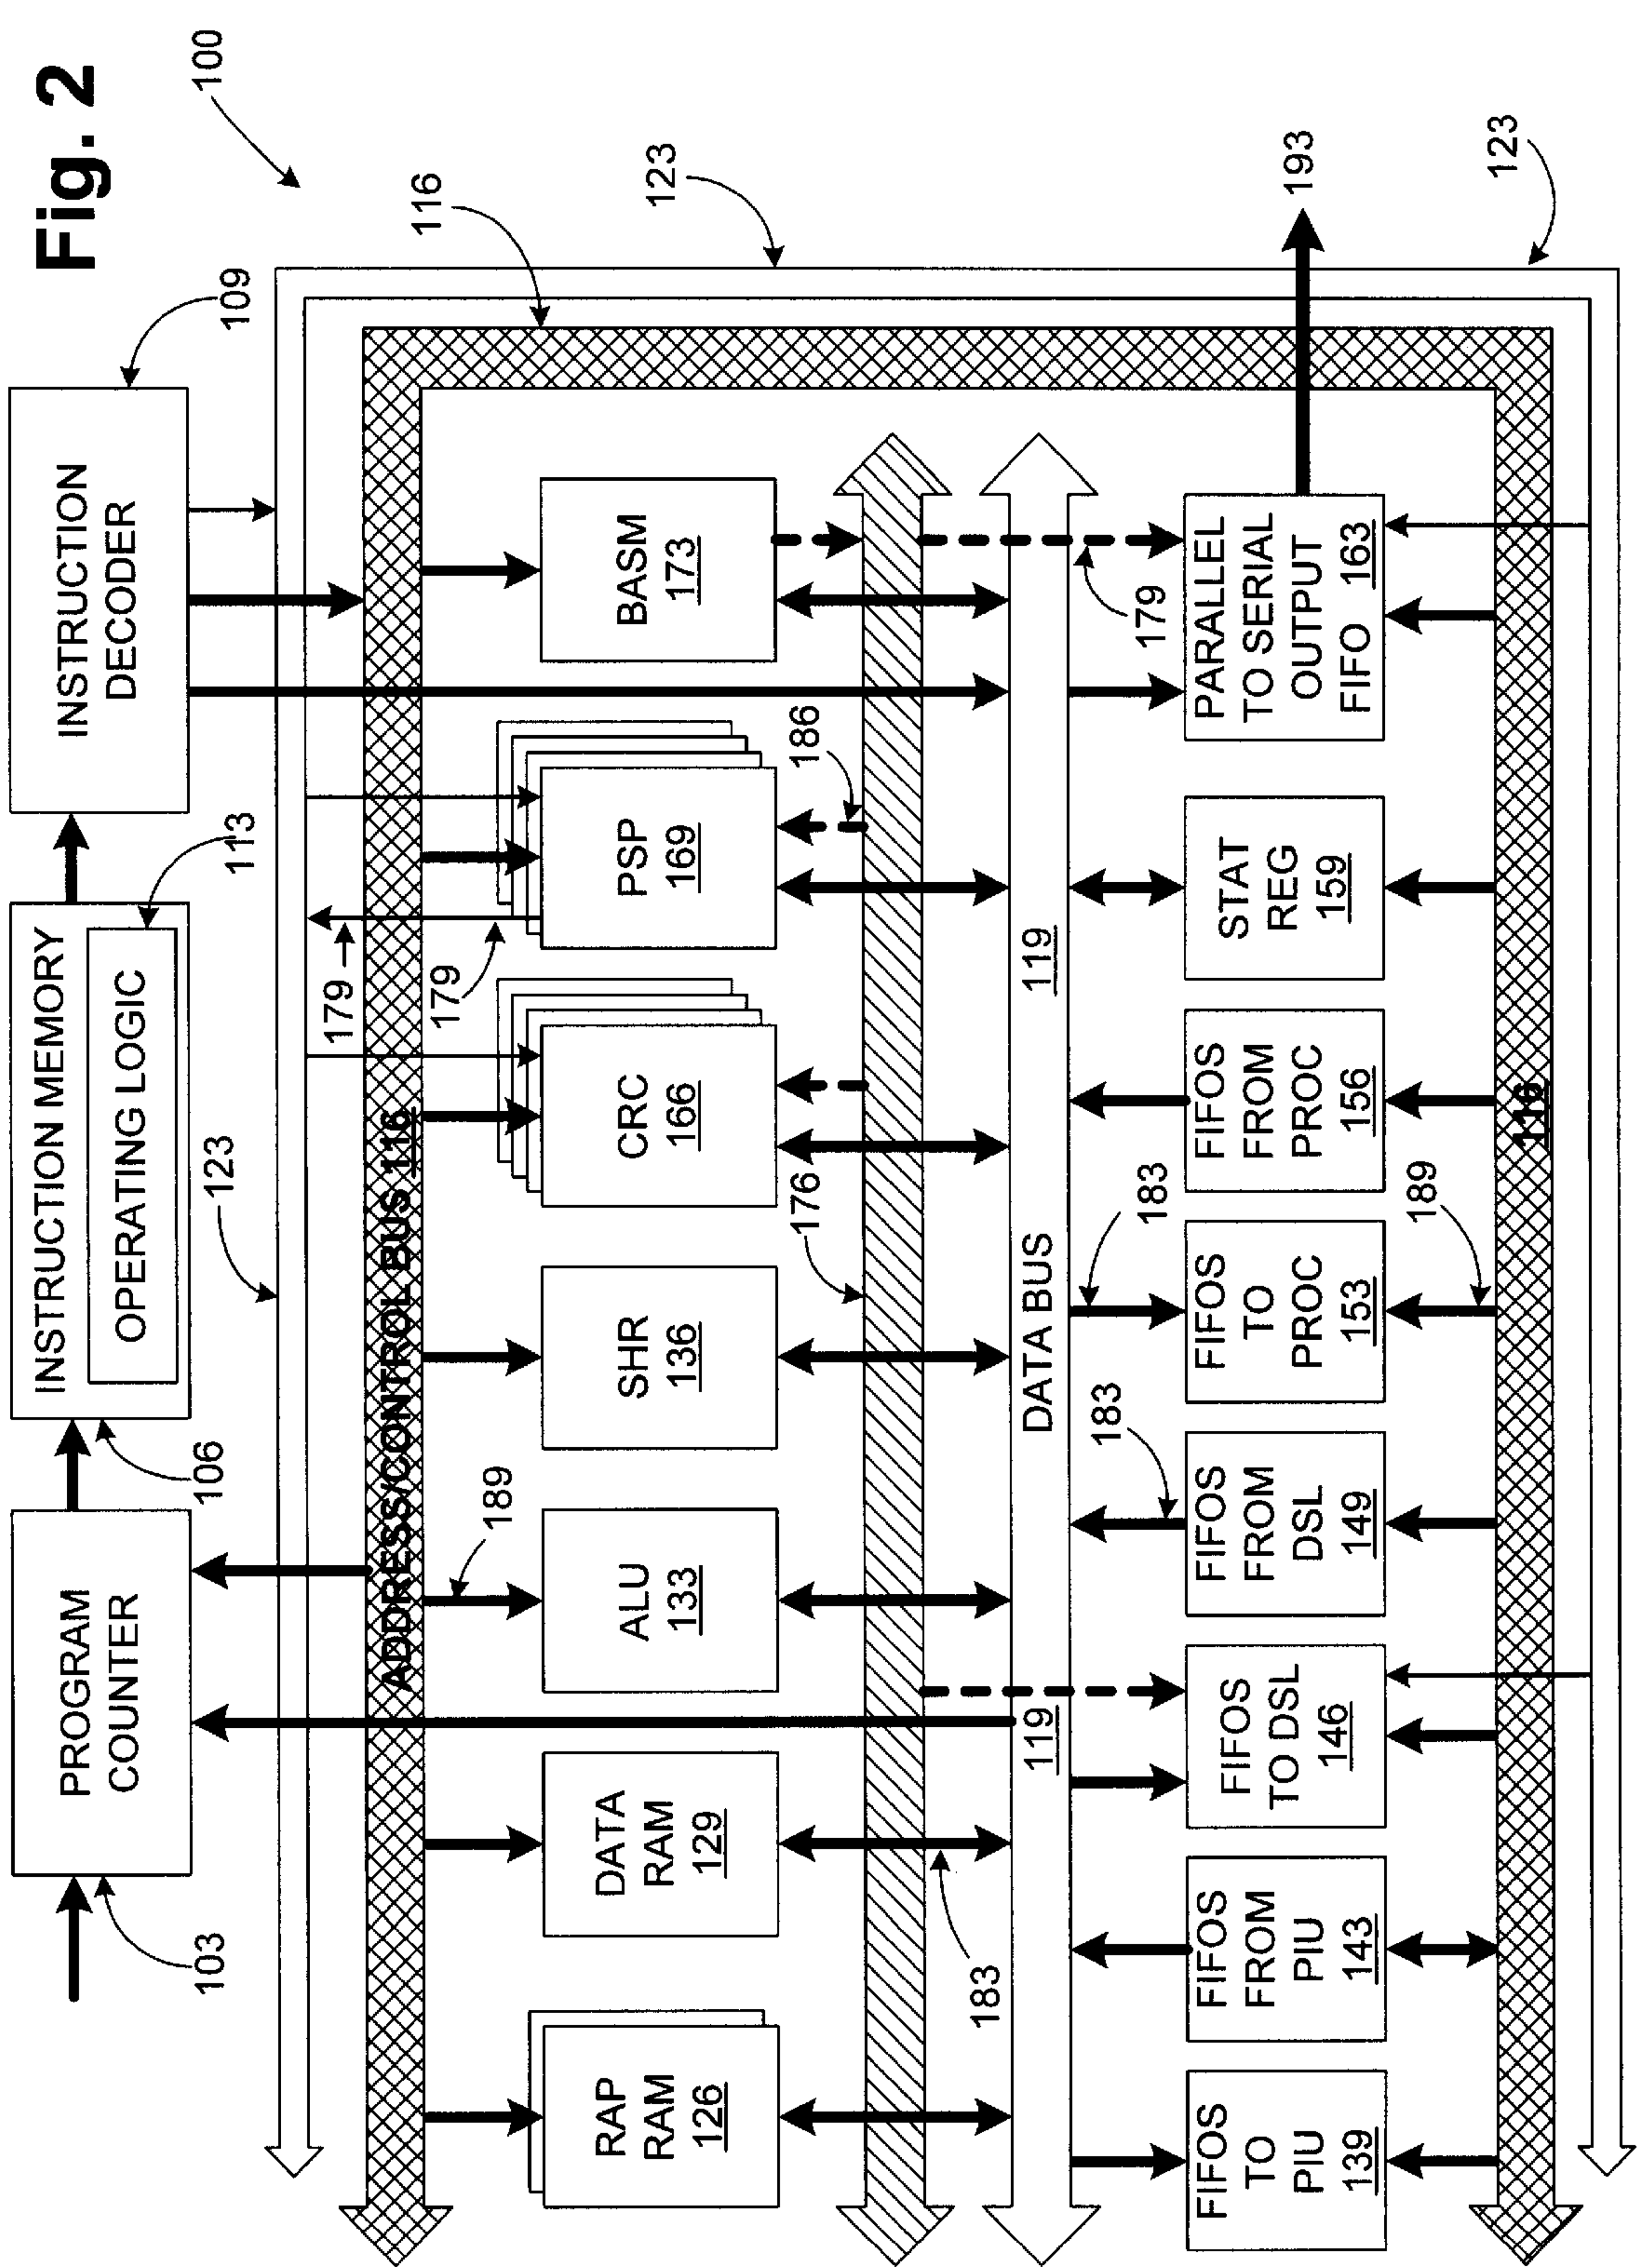 Fig. 2
100
103
PROGRAM
COUNTER
106
INSTRUCTION MEMORY
OPERATING LOGIC
113
INSTRUCTION
DECODER
109
123
179
179
116
123
ADDRESS/CONTROL BUS 116
189
RAP
RAM
126
DATA
RAM
129
ALU
133
SHR
136
CRC
166
PSP
169
BASM
173
176
186
183
119
DATA BUS
119
183
183
179
193
FIFOS
TO
PIU
139
FIFOS
FROM
PIU
143
FIFOS
TO DSL
146
FIFOS
FROM
DSL
149
FIFOS
TO
PROC
153
FIFOS
FROM
PROC
156
STAT
REG
159
PARALLEL
TO SERIAL
OUTPUT
FIFO 163
189
116
123